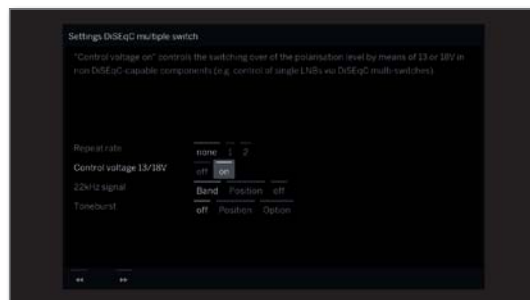 Settings DiSEqC multiple switch
"Control voltage on" controls the switching over of the polarisation level by means of 13 or 18V in
non DiSEqC-capable components (e.g. control of single LNBs via DiSEqC multi-switches)
Repeat rate none 1 2
Control voltage 13/18V off on
22kHz signal Band Position off
Toneburst off Position Option